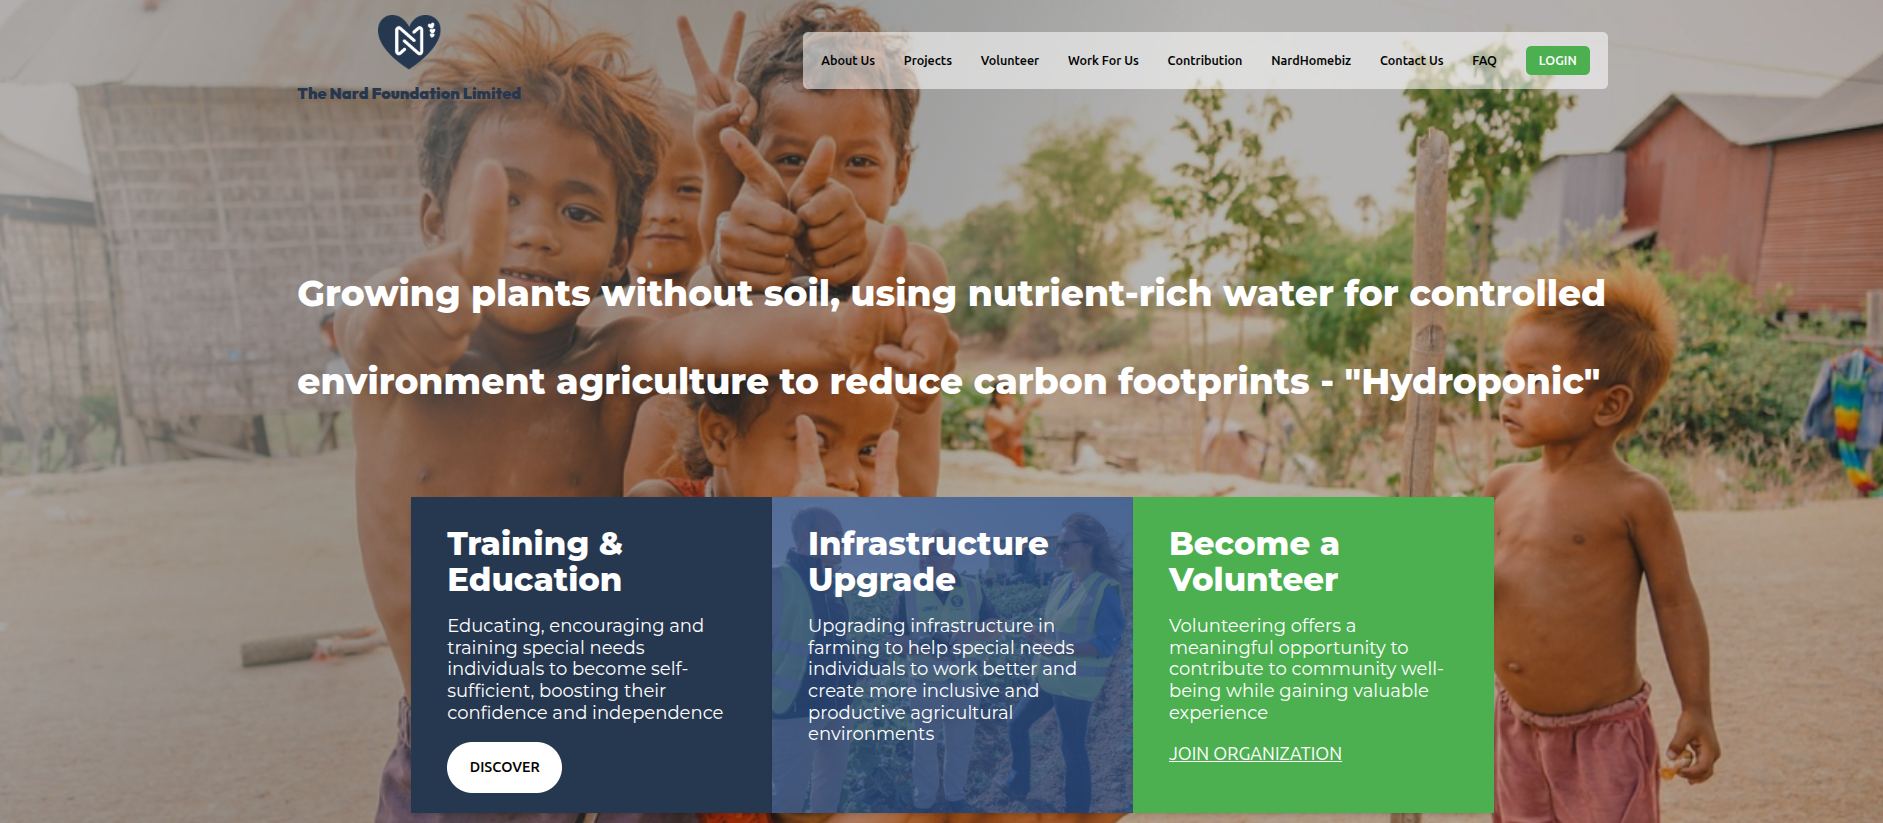 The Nard Foundation Limited
About Us Projects Volunteer Work For Us Contribution NardHomebiz Contact Us FAQ LOGIN
Growing plants without soil, using nutrient-rich water for controlled
environment agriculture to reduce carbon footprints - "Hydroponic"
Training &
Education
Educating, encouraging and
training special needs
individuals to become self-
sufficient, boosting their
confidence and independence
DISCOVER
Infrastructure
Upgrade
Upgrading infrastructure in
farming to help special needs
individuals to work better and
create more inclusive and
productive agricultural
environments
Become a
Volunteer
Volunteering offers a
meaningful opportunity to
contribute to community well-
being while gaining valuable
experience
JOIN ORGANIZATION